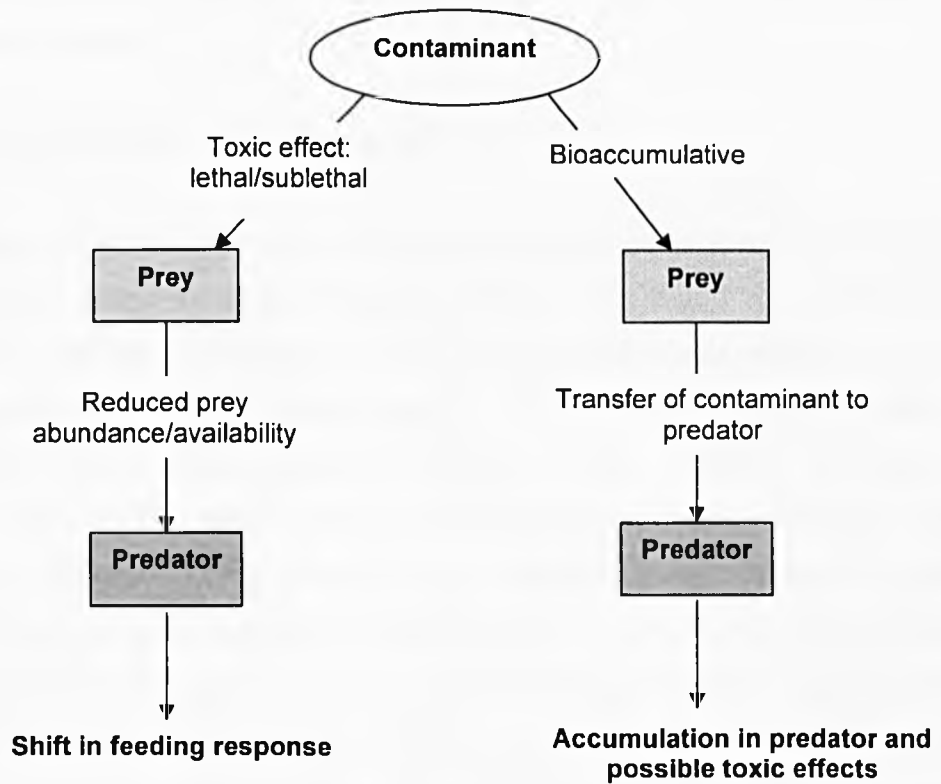 Contaminant
Toxic effect:
lethal/sublethal
Bioaccumulative
Prey
Prey
Reduced prey
abundance/availability
Transfer of contaminant to
predator
Predator
Predator
Shift in feeding response
Accumulation in predator and
possible toxic effects